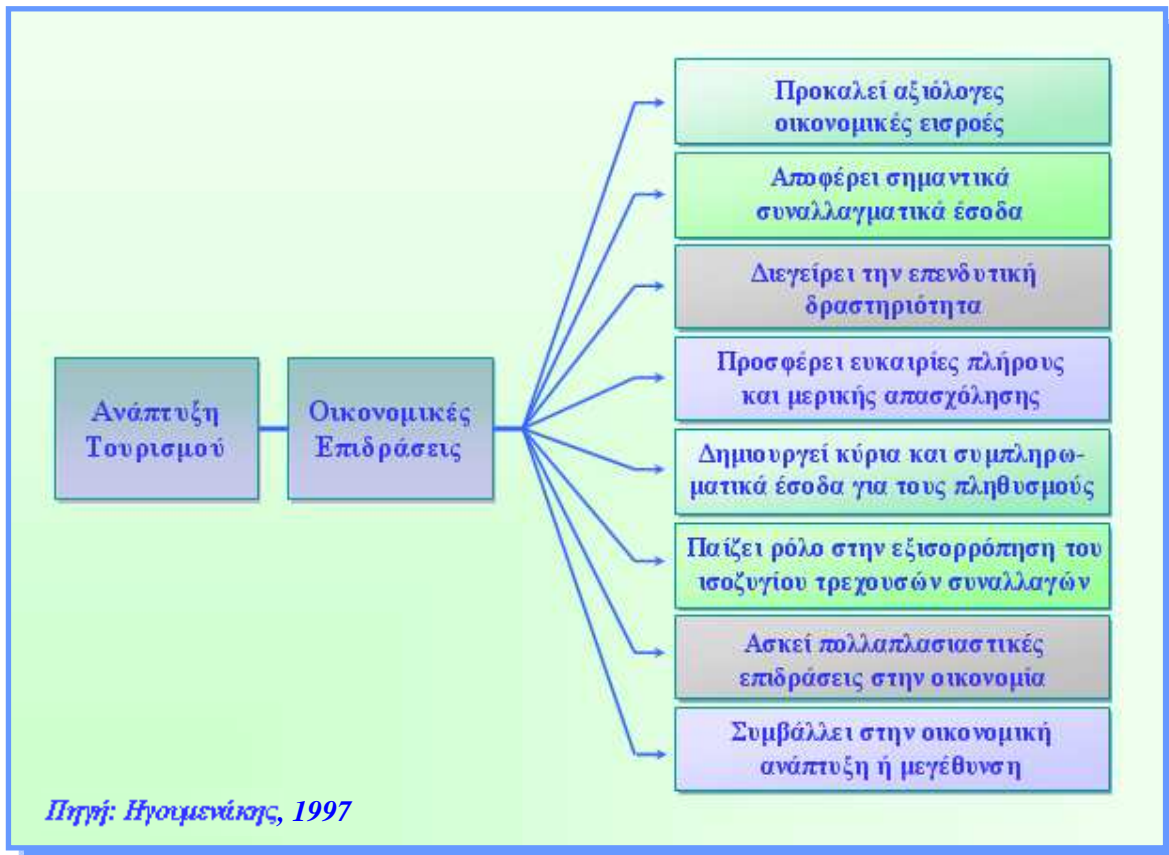 Προκαλεί αξιόλογες
οικονομικές εισροές
Αποφέρει σημαντικά
συναλλαγματικά έσοδα
Διεγείρει την επενδυτική
δραστηριότητα
Προσφέρει ευκαιρίες πλήρους
και μερικής απασχόλησης
Ανάπτυξη
Τουρισμού
Οικονομικές
Επιδράσεις
Δημιουργεί κύρια και συμπληρω-
ματικά έσοδα για τους πληθυσμούς
Παίζει ρόλο στην εξισορρόπηση του
ισοζυγίου τρεχουσών συναλλαγών
Ασκεί πολλαπλασιαστικές
επιδράσεις στην οικονομία
Συμβάλλει στην οικονομική
ανάπτυξη ή μεγέθυνση
Πηγή: Ηγουμενάκης, 1997